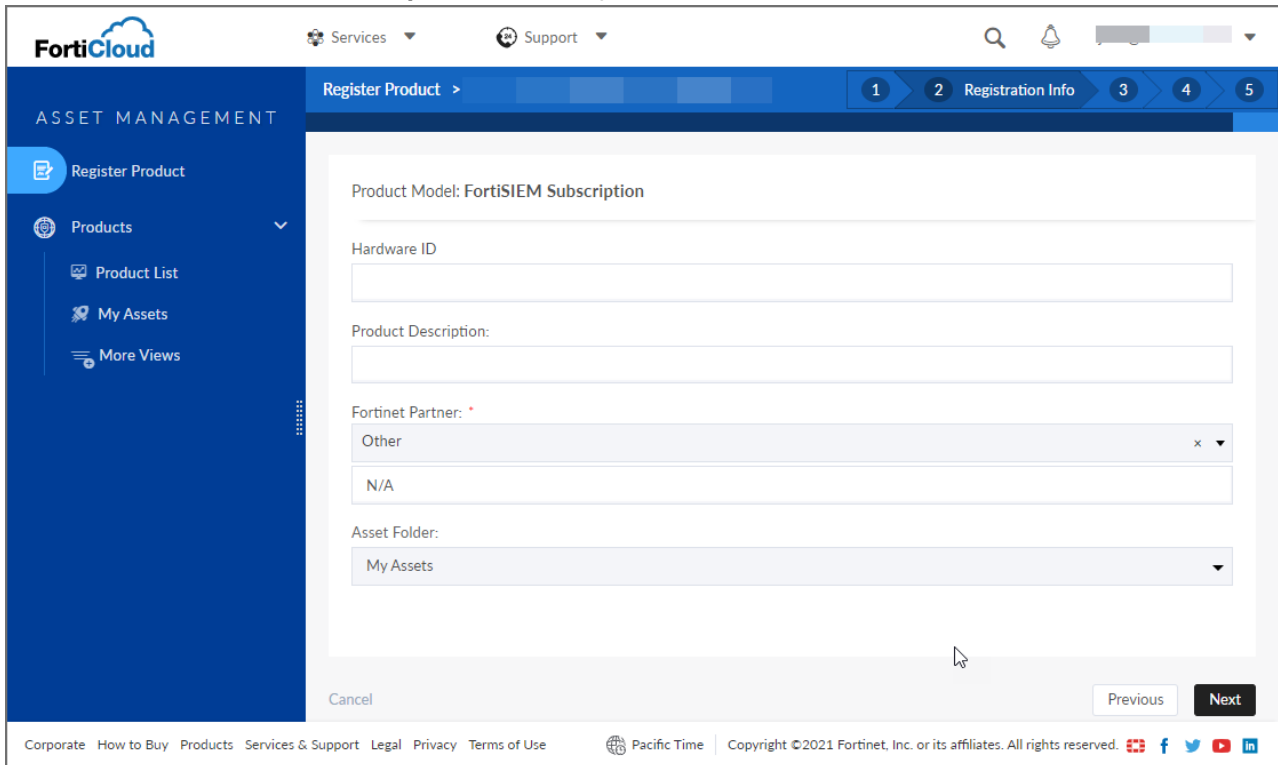 FortiCloud
Services
24 Support
ASSET MANAGEMENT
Register Product
Products
Product List
My Assets
More Views
Register Product >
1 2 Registration Info 3 4 5
Product Model: FortiSIEM Subscription
Hardware ID
Product Description:
Fortinet Partner: *
Other ×
N/A
Asset Folder:
My Assets
Cancel Previous Next
Corporate How to Buy Products Services & Support Legal Privacy Terms of Use Pacific Time Copyright ©2021 Fortinet, Inc. or its affiliates. All rights reserved. f in